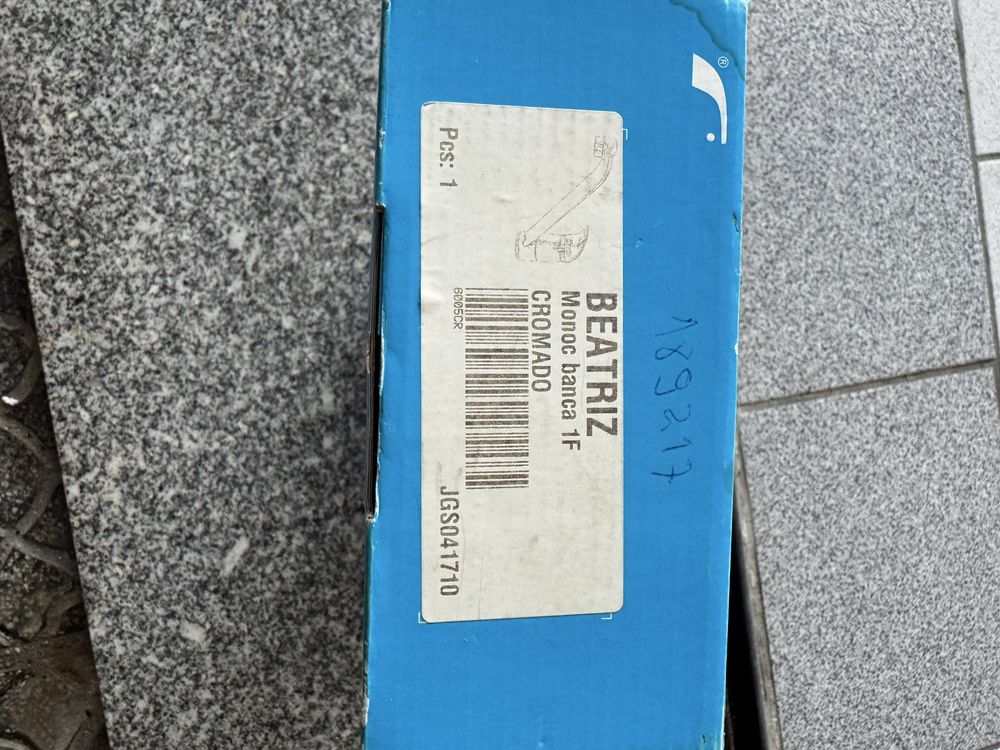 ®
189217
BEATRIZ
Monoc banca 1F
CROMADO
6005CR
Pcs: 1
JGS041710